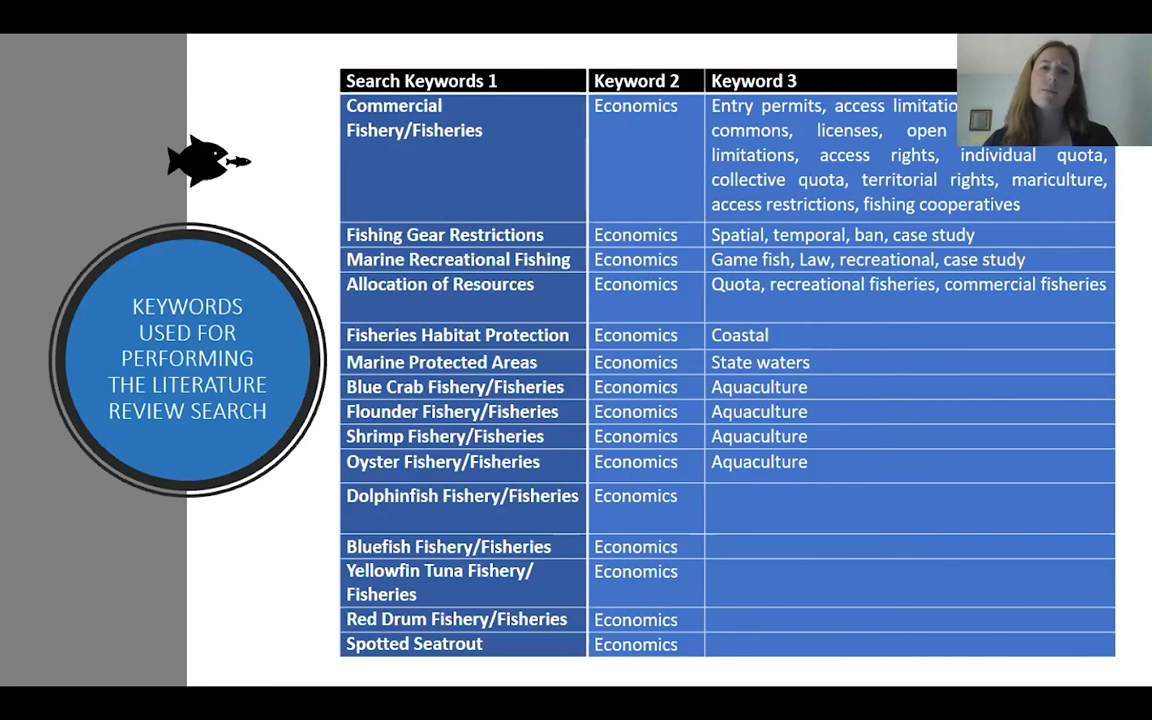 KEYWORDS
USED FOR
PERFORMING
THE LITERATURE
REVIEW SEARCH
Search Keywords 1 Keyword 2 Keyword 3
Commercial Economics Entry permits, access
Fishery/Fisheries commons, licenses, open
limitations, access rights, individual quota,
collective quota, territorial rights, mariculture,
access restrictions, fishing cooperatives
Fishing Gear Restrictions Economics Spatial, temporal, ban, case study
Marine Recreational Fishing Economics Game fish, Law, recreational, case study
Allocation of Resources Economics Quota, recreational fisheries, commercial fisheries
Fisheries Habitat Protection Economics Coastal
Marine Protected Areas Economics State waters
Blue Crab Fishery/Fisheries Economics Aquaculture
Flounder Fishery/Fisheries Economics Aquaculture
Shrimp Fishery/Fisheries Economics Aquaculture
Oyster Fishery/Fisheries Economics Aquaculture
Dolphinfish Fishery/Fisheries Economics
Bluefish Fishery/Fisheries Economics
Yellowfin Tuna Fishery/ Economics
Fisheries
Red Drum Fishery/Fisheries Economics
Spotted Seatrout Economics